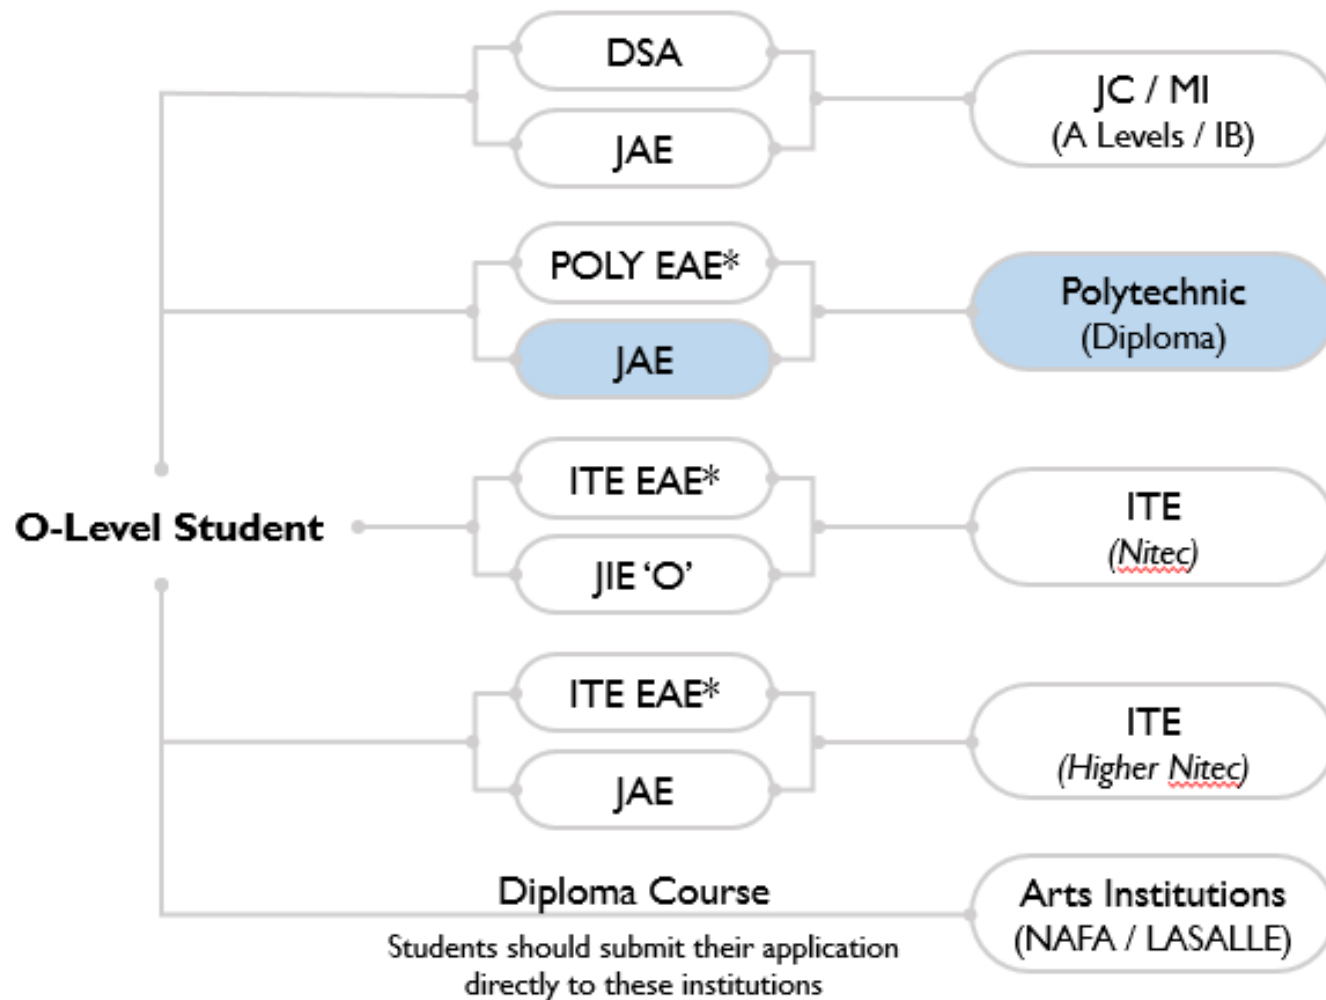 DSA
JAE
JC / MI
(A Levels / IB)
POLY EAE*
JAE
Polytechnic
(Diploma)
O-Level Student
ITE EAE*
JIE ‘O’
ITE
(Nitec)
ITE EAE*
JAE
ITE
(Higher Nitec)
Diploma Course
Students should submit their application
directly to these institutions
Arts Institutions
(NAFA / LASALLE)